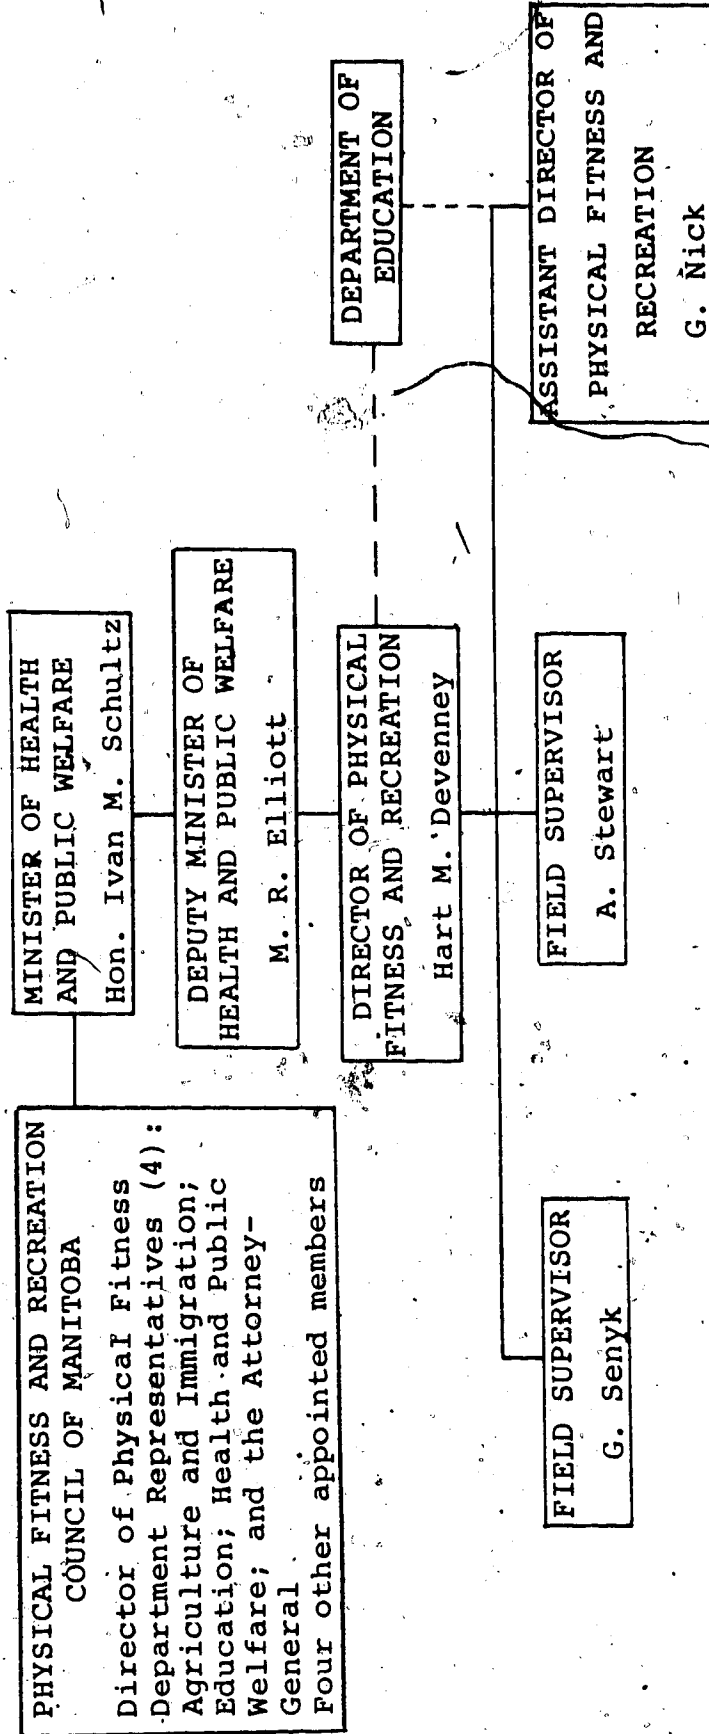 PHYSICAL FITNESS AND RECREATION
COUNCIL OF MANITOBA
Director of Physical Fitness
Department Representatives (4):
Agriculture and Immigration;
Education; Health and Public
Welfare; and the Attorney-
General
Four other appointed members
MINISTER OF HEALTH
AND PUBLIC WELFARE
Hon. Ivan M. Schultz
DEPUTY MINISTER OF
HEALTH AND PUBLIC WELFARE
M. R. Elliott
DIRECTOR OF PHYSICAL
FITNESS AND RECREATION
Hart M. Devenney
DEPARTMENT OF
EDUCATION
FIELD SUPERVISOR
G. Senyk
FIELD SUPERVISOR
A. Stewart
ASSISTANT DIRECTOR OF
PHYSICAL FITNESS AND
RECREATION
G. Nick